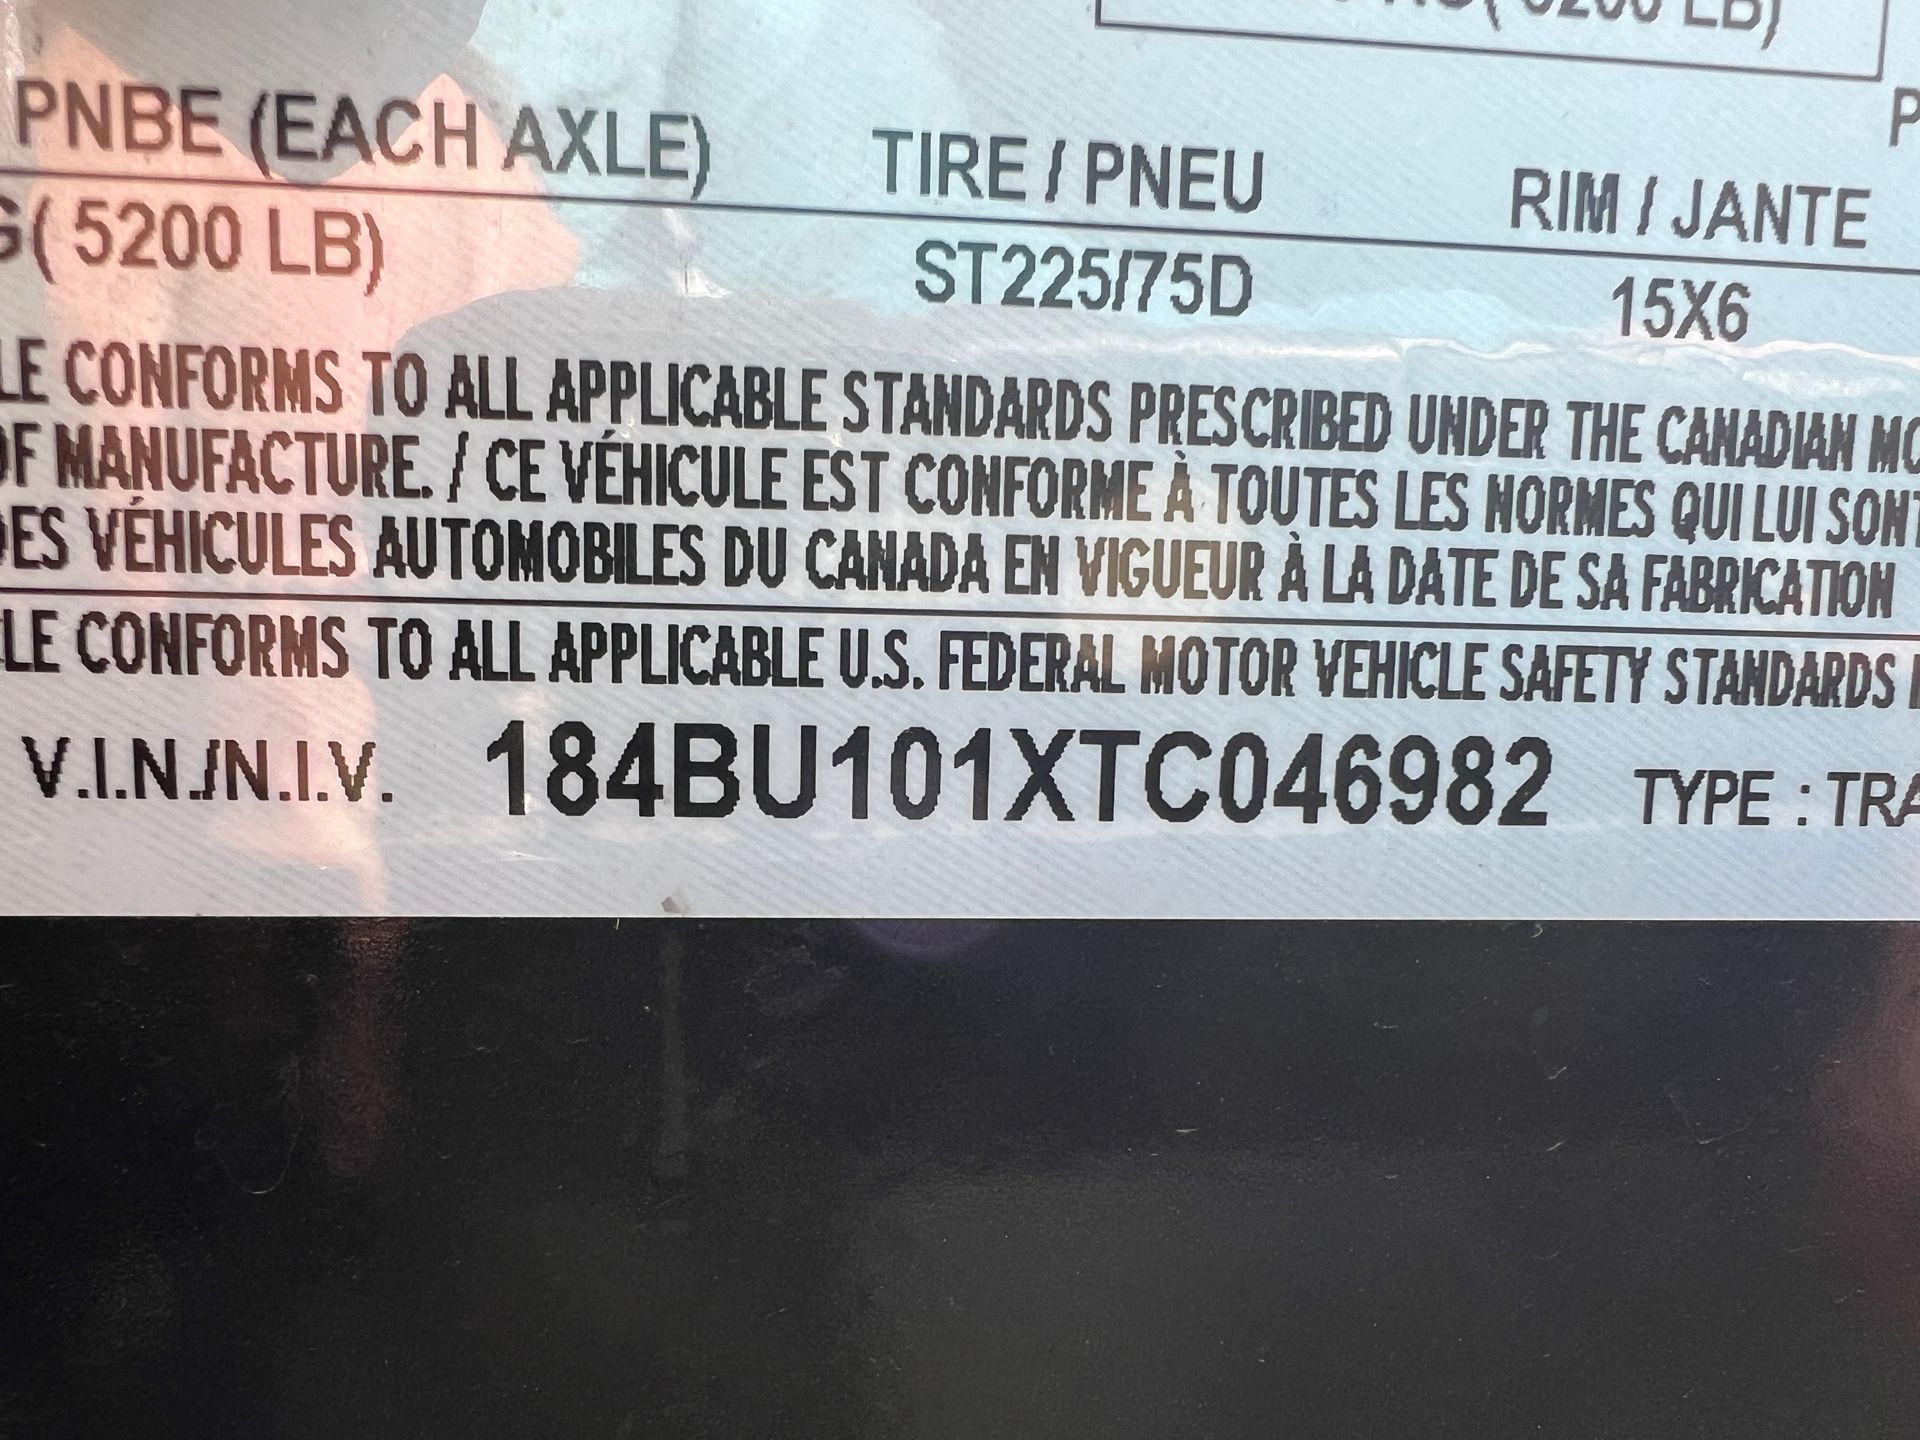 ( 5200 LB)
PNBE (EACH AXLE) TIRE / PNEU RIM / JANTE P
G( 5200 LB) ST225/75D 15X6
LE CONFORMS TO ALL APPLICABLE STANDARDS PRESCRIBED UNDER THE CANADIAN MO
OF MANUFACTURE. / CE VÉHICULE EST CONFORME À TOUTES LES NORMES QUI LUI SONT
DES VÉHICULES AUTOMOBILES DU CANADA EN VIGUEUR À LA DATE DE SA FABRICATION
LE CONFORMS TO ALL APPLICABLE U.S. FEDERAL MOTOR VEHICLE SAFETY STANDARDS
V.I.N./N.I.V. 184BU101XTC046982 TYPE : TRA